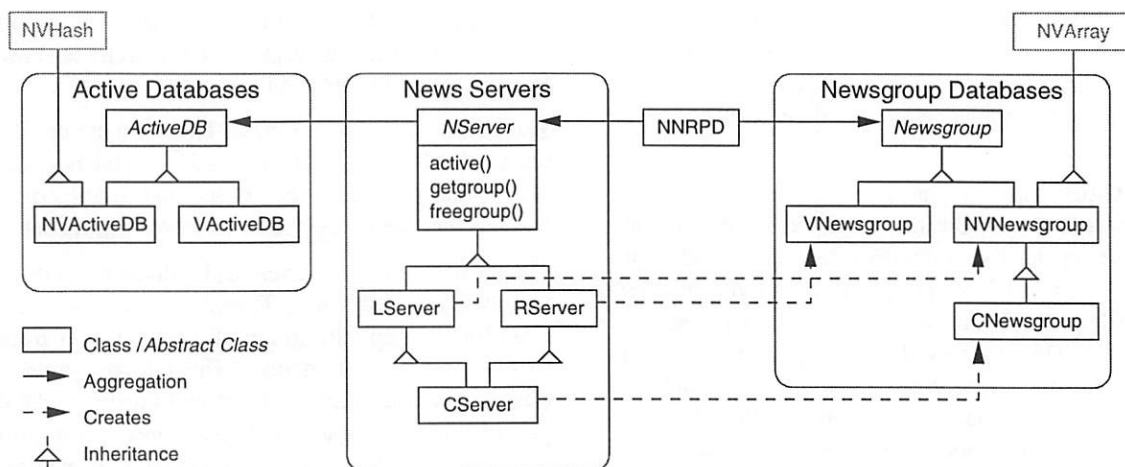 NVHash
NVArray
Active Databases
ActiveDB
NVActiveDB
VActiveDB
News Servers
NServer
active()
getgroup()
freegroup()
LServer
RServer
CServer
NNRPD
Newsgroup Databases
Newsgroup
VNewsgroup
NVNewsgroup
CNewsgroup
Class / Abstract Class
Aggregation
Creates
Inheritance